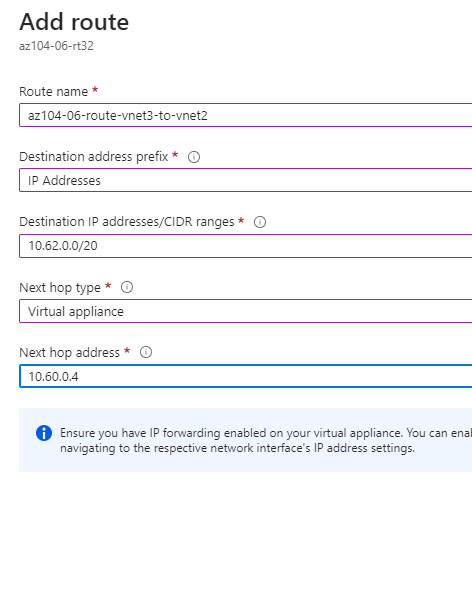 Add route
az104-06-rt32
Route name *
az104-06-route-vnet3-to-vnet2
Destination address prefix *
IP Addresses
Destination IP addresses/CIDR ranges *
10.62.0.0/20
Next hop type *
Virtual appliance
Next hop address *
10.60.0.4
Ensure you have IP forwarding enabled on your virtual appliance. You can enal
navigating to the respective network interface's IP address settings.